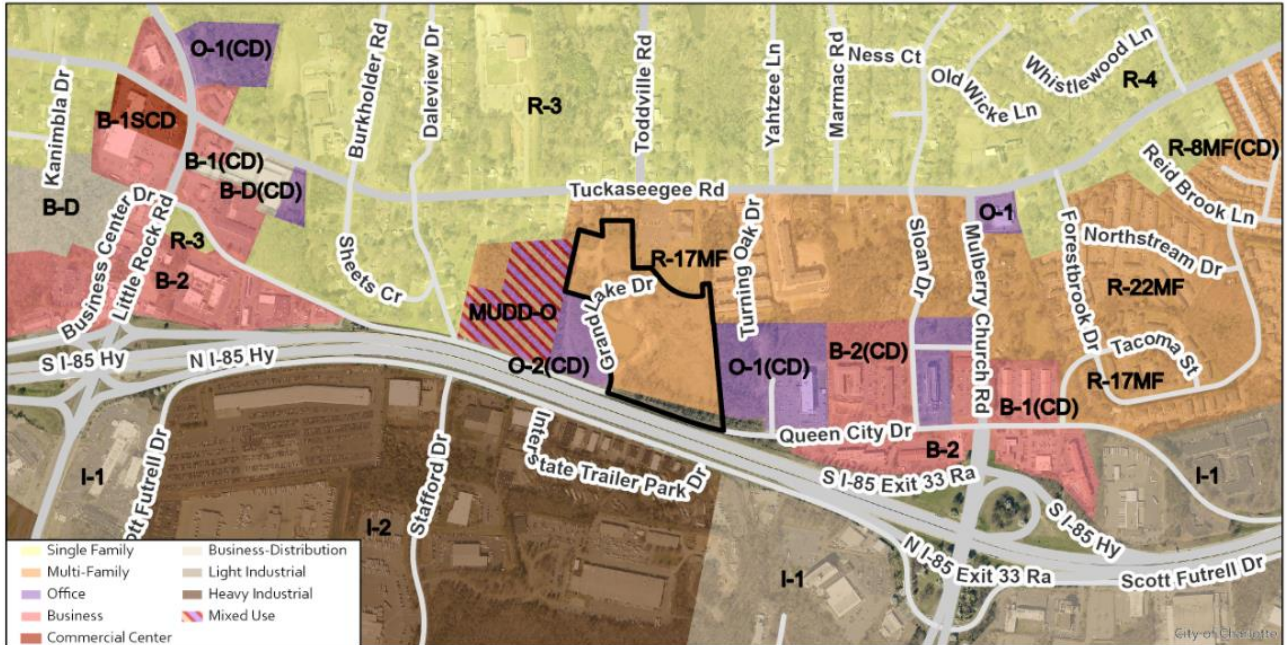 O-1(CD)
Kanimbla Dr
B-1SCD
B-1(CD)
B-D(CD)
B-D
Business Center Dr
Little Rock Rd
R-3
B-2
Burkholder Rd
Daleview Dr
Sheets Cr
R-3
Toddville Rd
Yahtzee Ln
Marmac Rd
Ness Ct
Old Wicke Ln
Whistlewood Ln
R-4
R-8MF(CD)
Reid Brook Ln
Tuckaseegee Rd
Turning Oak Dr
Sloan Dr
Mulberry Church Rd
O-1
Forestbrook Dr
Northstream Dr
R-22MF
Tacoma St
R-17MF
R-17MF
Grand Lake Dr
MUDD-O
O-2(CD)
O-1(CD)
B-2(CD)
B-1(CD)
Queen City Dr
B-2
S I-85 Hy
N I-85 Hy
S I-85 Exit 33 Ra
S I-85 Hy
N I-85 Exit 33 Ra
Scott Futrell Dr
I-1
I-1
ott Futrell Dr
I-1
I-2
Stafford Dr
Interstate Trailer Park Dr
Single Family
Multi-Family
Office
Business
Commercial Center
Business-Distribution
Light Industrial
Heavy Industrial
Mixed Use
City of Charlotte